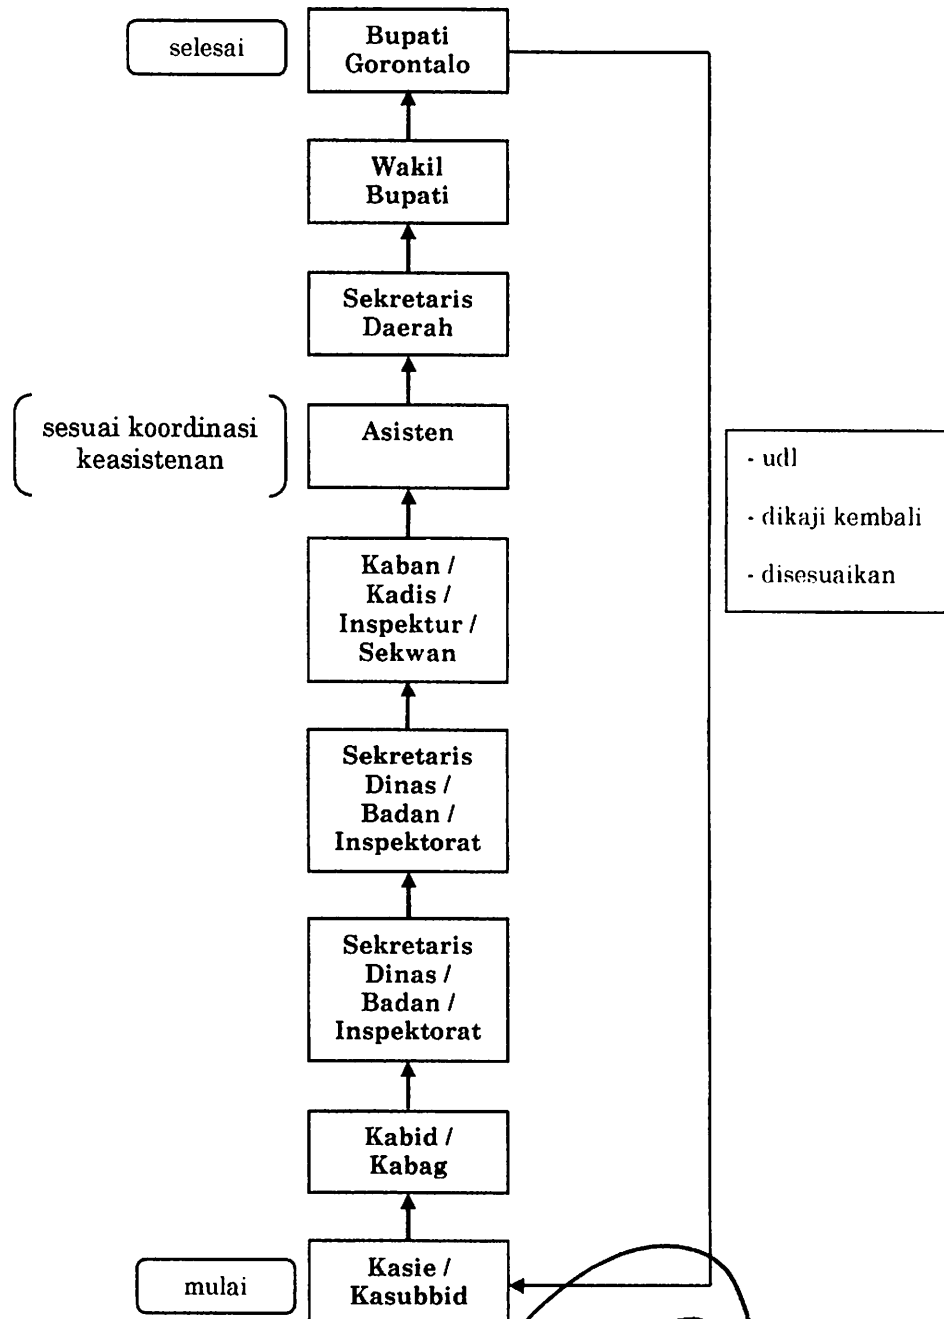 selesai
Bupati
Gorontalo
Wakil
Bupati
Sekretaris
Daerah
sesuai koordinasi
keasistenan
Asisten
- udl
- dikaji kembali
- disesuaikan
Kaban /
Kadis /
Inspektur /
Sekwan
Sekretaris
Dinas /
Badan /
Inspektorat
Sekretaris
Dinas /
Badan /
Inspektorat
Kabid /
Kabag
mulai
Kasie /
Kasubbid